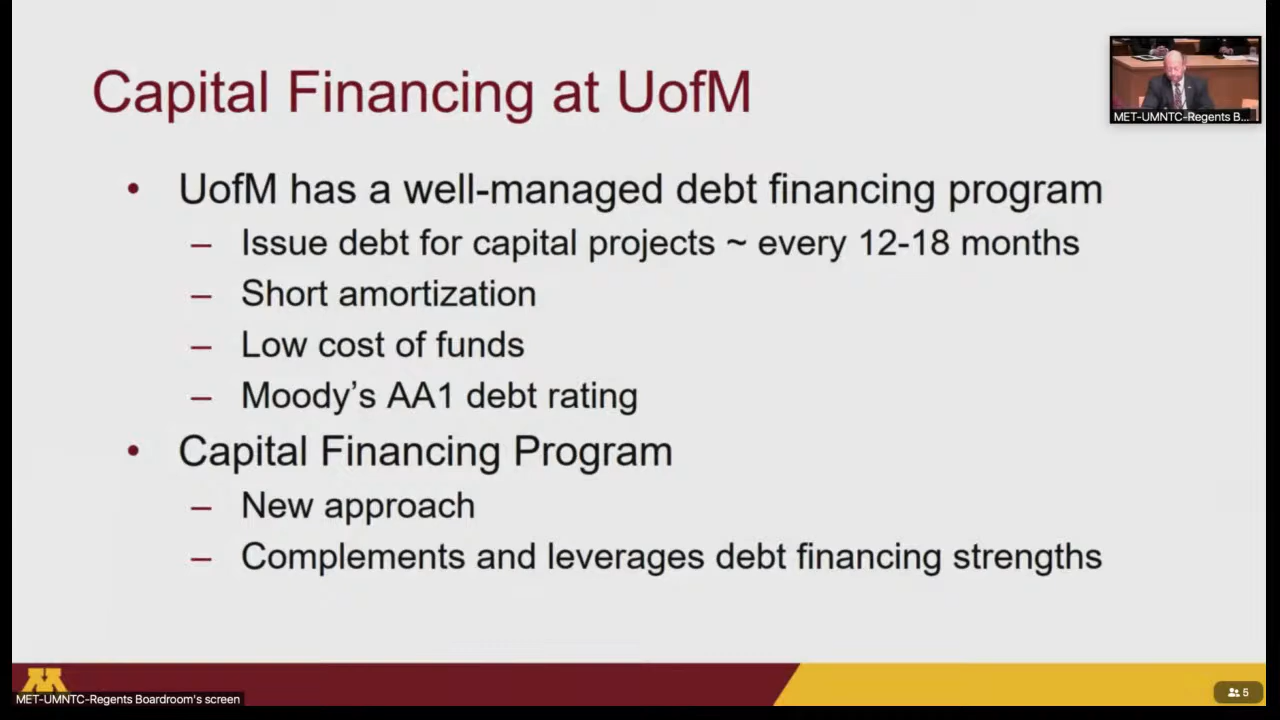 Capital Financing at UofM
MET-UMNTC-Regents B...
• UofM has a well-managed debt financing program
– Issue debt for capital projects ~ every 12-18 months
– Short amortization
– Low cost of funds
– Moody’s AA1 debt rating
• Capital Financing Program
– New approach
– Complements and leverages debt financing strengths
M
MET-UMNTC-Regents Boardroom's screen
5